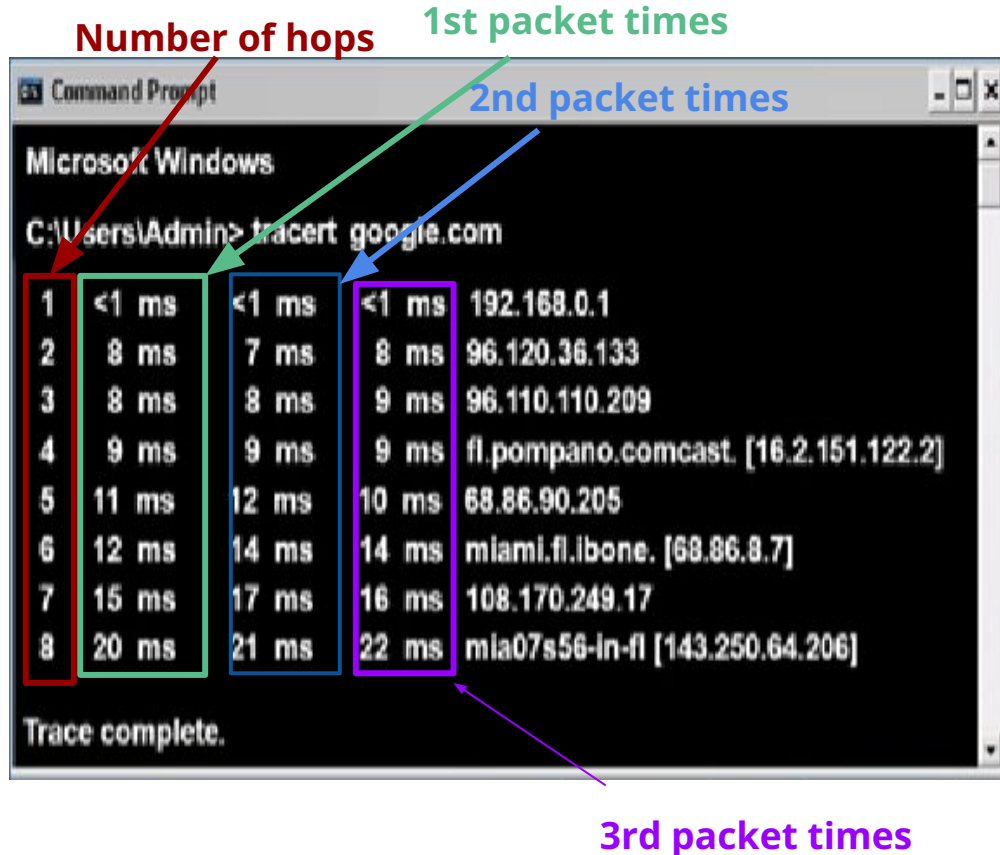 Number of hops
1st packet times
Command Prompt
2nd packet times
Microsoft Windows
C:\Users\Admin> tracert google.com
1 <1 ms <1 ms <1 ms 192.168.0.1
2 8 ms 7 ms 8 ms 96.120.36.133
3 8 ms 8 ms 9 ms 96.110.110.209
4 9 ms 9 ms 9 ms fl.pompano.comcast. [16.2.151.122.2]
5 11 ms 12 ms 10 ms 68.86.90.205
6 12 ms 14 ms 14 ms miami.fl.ibone. [68.86.8.7]
7 15 ms 17 ms 16 ms 108.170.249.17
8 20 ms 21 ms 22 ms mia07s56-in-fl [143.250.64.206]
Trace complete.
3rd packet times